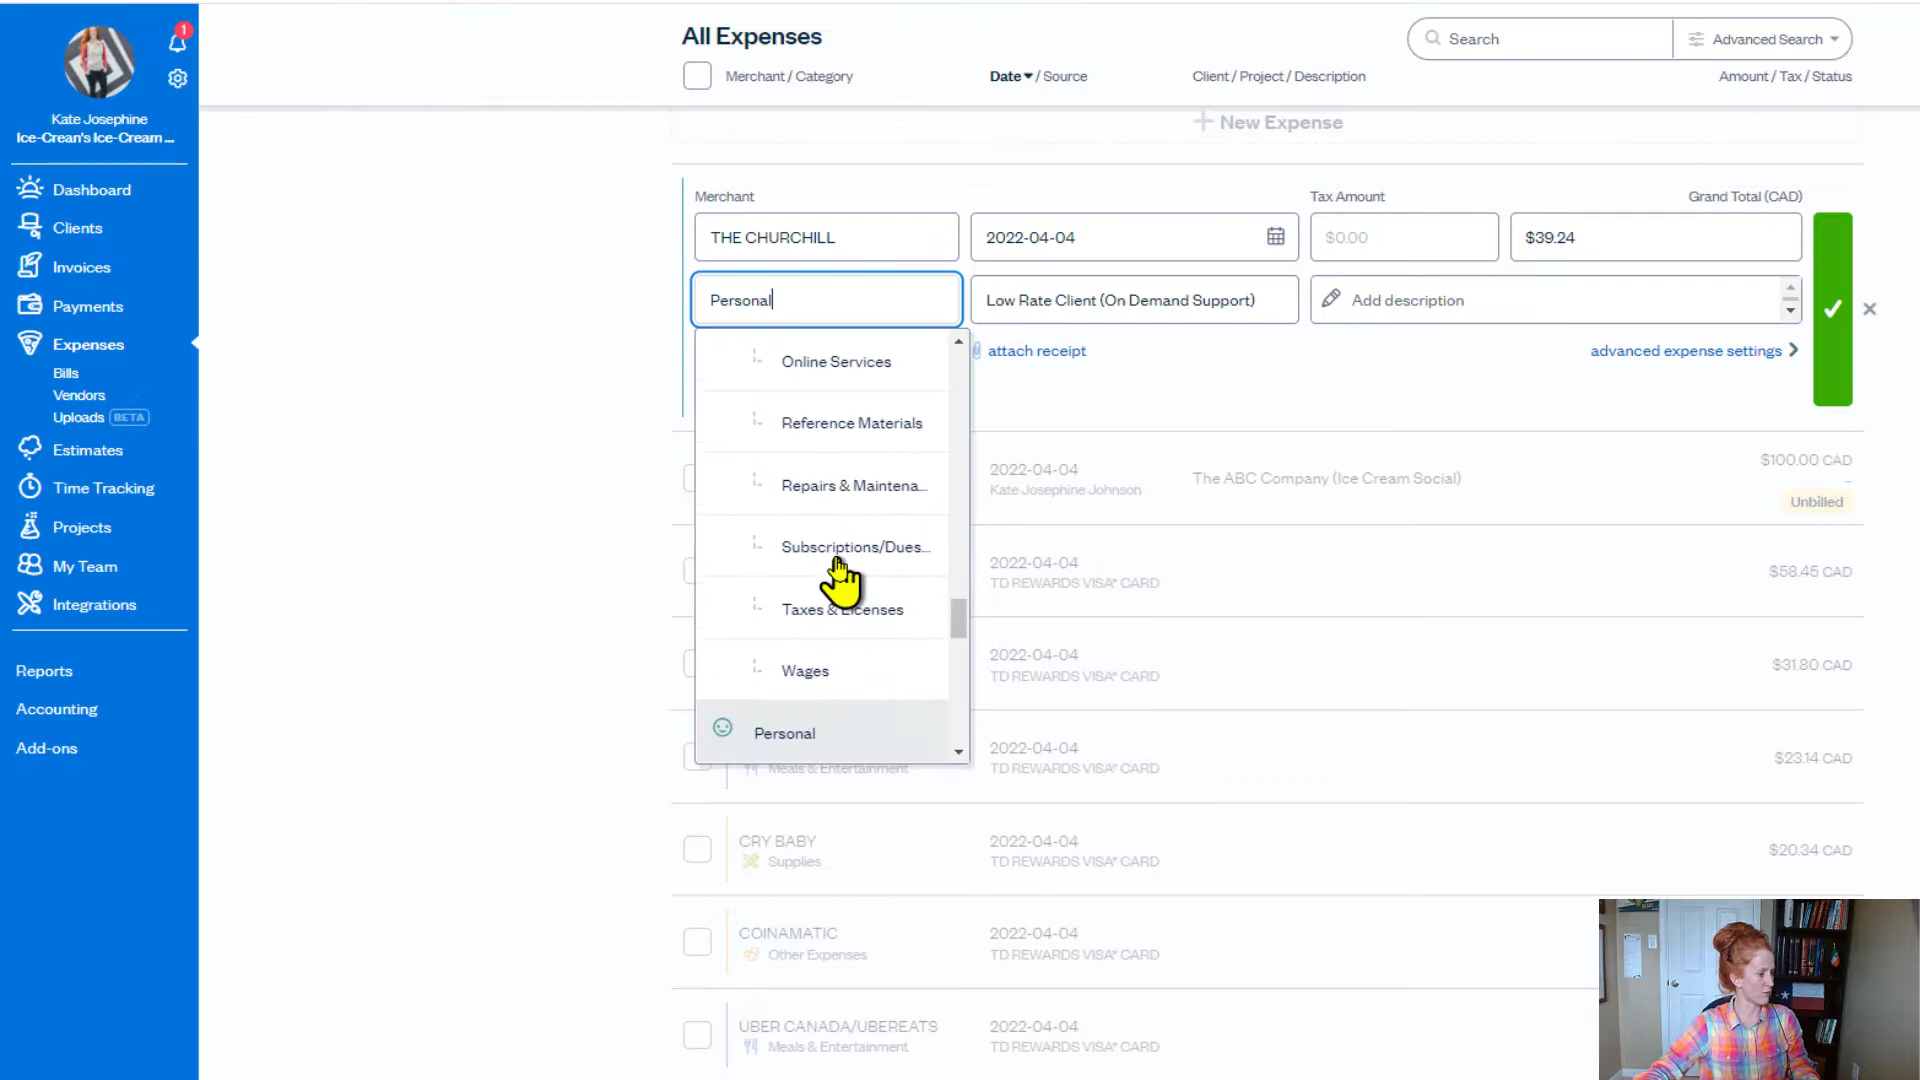 1
Kate Josephine
Ice-Crean's Ice-Cream ...
Dashboard
Clients
Invoices
Payments
Expenses
Bills
Vendors
Uploads BETA
Estimates
Time Tracking
Projects
My Team
Integrations
Reports
Accounting
Add-ons
All Expenses
Search
Advanced Search
Merchant / Category
Date / Source
Client / Project / Description
Amount / Tax / Status
+ New Expense
Merchant
Tax Amount
Grand Total (CAD)
THE CHURCHILL
2022-04-04
$0.00
$39.24
Personal
Low Rate Client (On Demand Support)
Add description
attach receipt
advanced expense settings
Online Services
Reference Materials
Repairs & Maintena...
Subscriptions/Dues...
Taxes & Licenses
Wages
Personal
2022-04-04
Kate Josephine Johnson
The ABC Company (Ice Cream Social)
$100.00 CAD
–
Unbilled
2022-04-04
TD REWARDS VISA* CARD
$58.45 CAD
2022-04-04
TD REWARDS VISA* CARD
$31.80 CAD
Meals & Entertainment
2022-04-04
TD REWARDS VISA* CARD
$23.14 CAD
CRY BABY
Supplies
2022-04-04
TD REWARDS VISA* CARD
$20.34 CAD
COINAMATIC
Other Expenses
2022-04-04
TD REWARDS VISA* CARD
UBER CANADA/UBEREATS
Meals & Entertainment
2022-04-04
TD REWARDS VISA* CARD